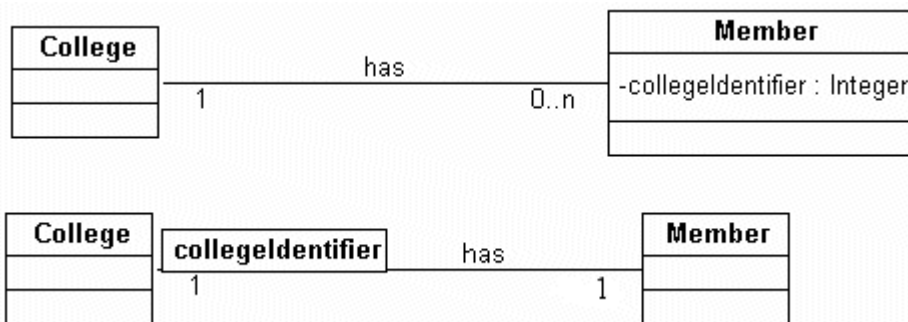 College
has
1
0..n
Member
-collegeIdentifier : Integer
College
collegeIdentifier
1
has
1
Member